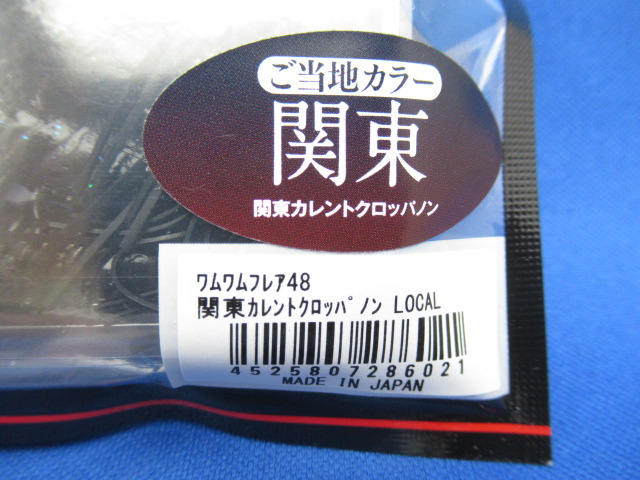 ご当地カラー
関東
関東カレントクロッパノン
ﾜﾑﾜﾑﾌﾚｱ48
関東ｶﾚﾝﾄｸﾛｯﾊﾟﾉﾝ LOCAL
4525807286021
MADE IN JAPAN